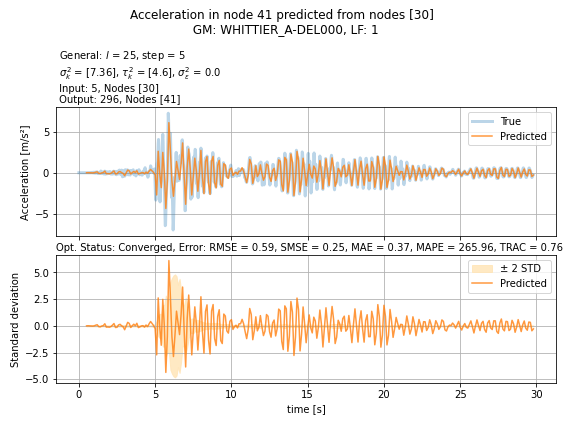 Acceleration in node 41 predicted from nodes [30]
GM: WHITTIER_A-DEL000, LF: 1
General: l = 25, step = 5
σ²ₖ = [7.36], τ²ₖ = [4.6], σ²ε = 0.0
Input: 5, Nodes [30]
Output: 296, Nodes [41]
Acceleration [m/s²]
5
0
−5
True
Predicted
Opt. Status: Converged, Error: RMSE = 0.59, SMSE = 0.25, MAE = 0.37, MAPE = 265.96, TRAC = 0.76
Standard deviation
5.0
2.5
0.0
−2.5
−5.0
± 2 STD
Predicted
0 5 10 15 20 25 30
time [s]